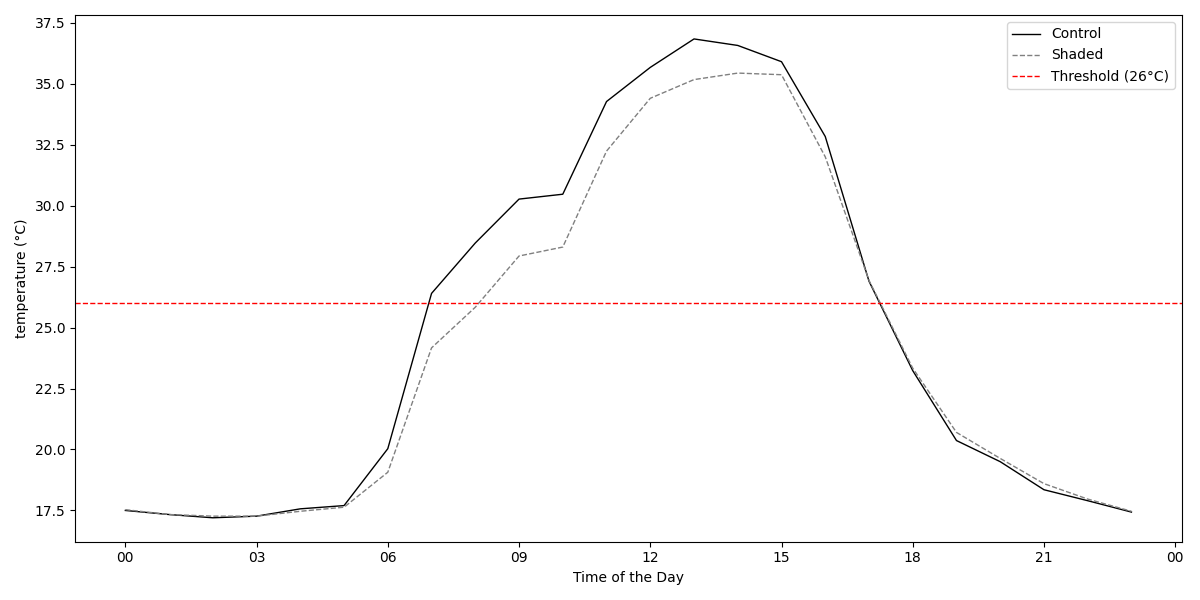 37.5
35.0
32.5
30.0
27.5
25.0
22.5
20.0
17.5
temperature (°C)
Control
Shaded
Threshold (26°C)
00 03 06 09 12 15 18 21 00
Time of the Day